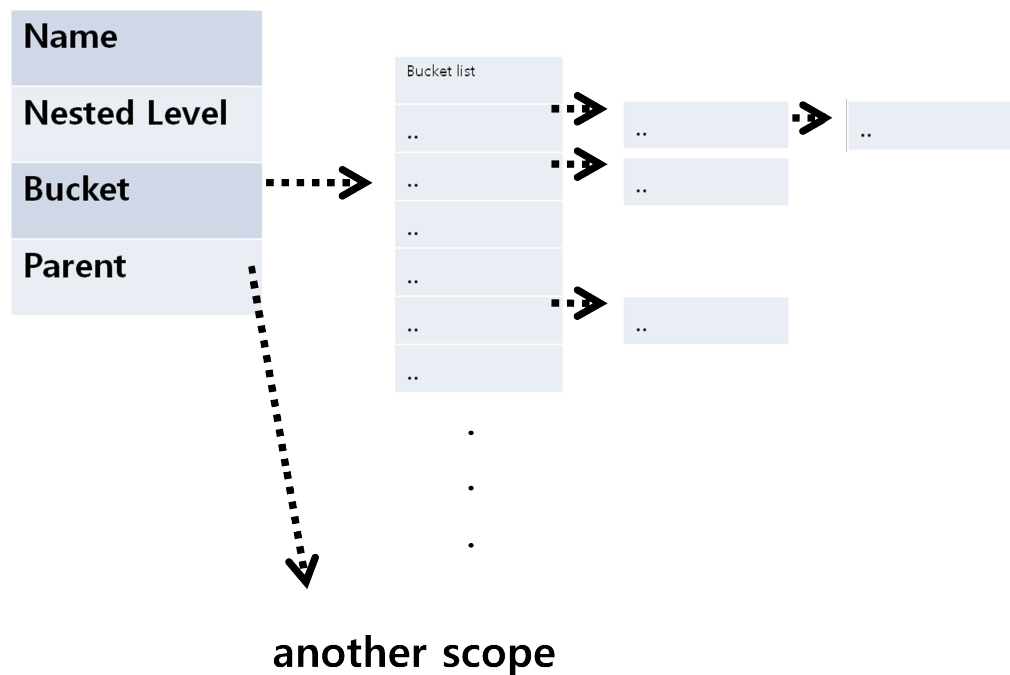 Name
Nested Level
Bucket
Parent
Bucket list
..
..
..
..
..
..
..
..
..
..
.
.
.
another scope